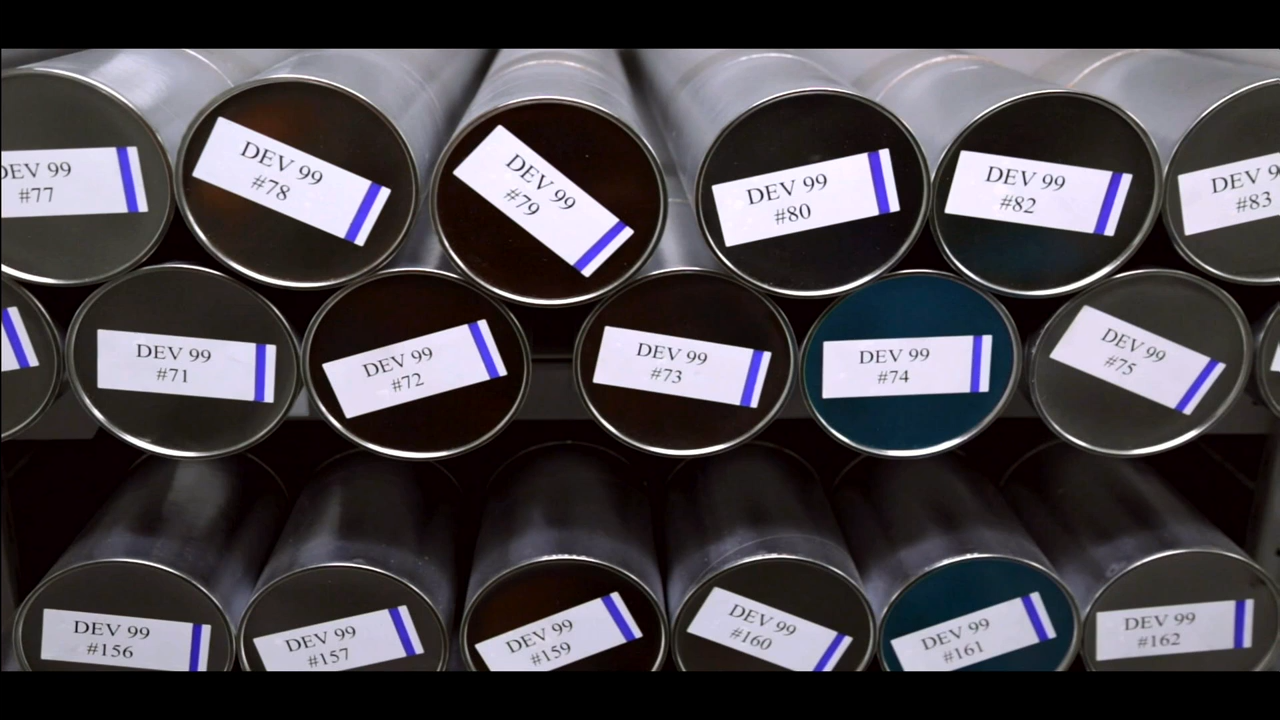 DEV 99
#77
DEV 99
#78
DEV 99
#79
DEV 99
#80
DEV 99
#82
DEV 9
#83
DEV 99
#71
DEV 99
#72
DEV 99
#73
DEV 99
#74
DEV 99
#75
DEV 99
#156
DEV 99
#157
DEV 99
#159
DEV 99
#160
DEV 99
#161
DEV 99
#162